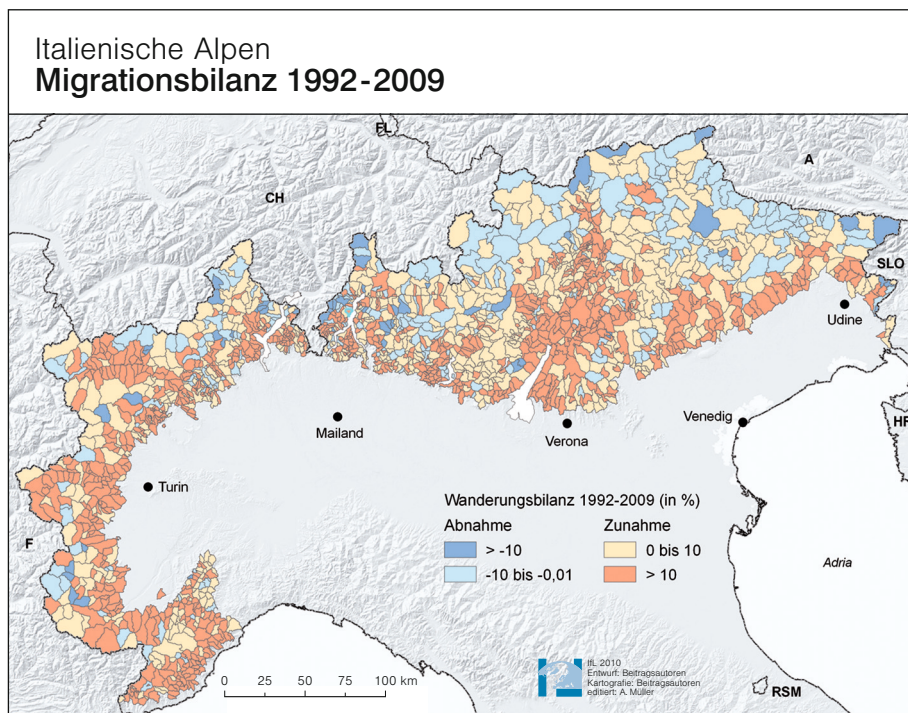 Italienische Alpen
Migrationsbilanz 1992-2009
FL
A
CH
SLO
Udine
Mailand
Verona
Venedig
HR
Turin
F
Wanderungsbilanz 1992-2009 (in %)
Abnahme
Zunahme
> -10
0 bis 10
-10 bis -0,01
> 10
Adria
0 25 50 75 100 km
IfL 2010
Entwurf: Beitragsautoren
Kartografie: Beitragsautoren
editiert: A. Müller
RSM